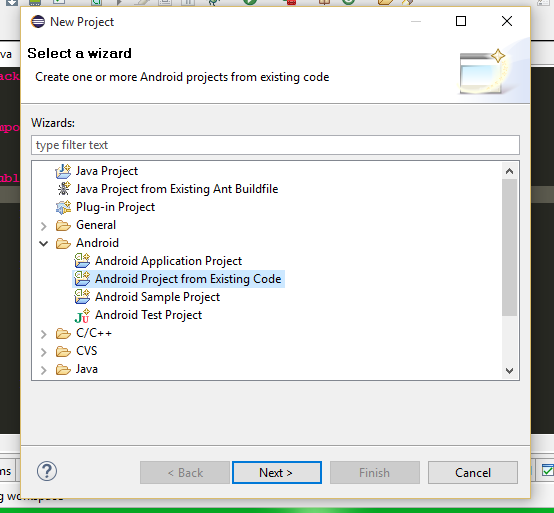 New Project
Select a wizard
Create one or more Android projects from existing code
va
Wizards:
type filter text
Java Project
Java Project from Existing Ant Buildfile
Plug-in Project
General
Android
Android Application Project
Android Project from Existing Code
Android Sample Project
Android Test Project
C/C++
CVS
Java
?
< Back
Next >
Finish
Cancel